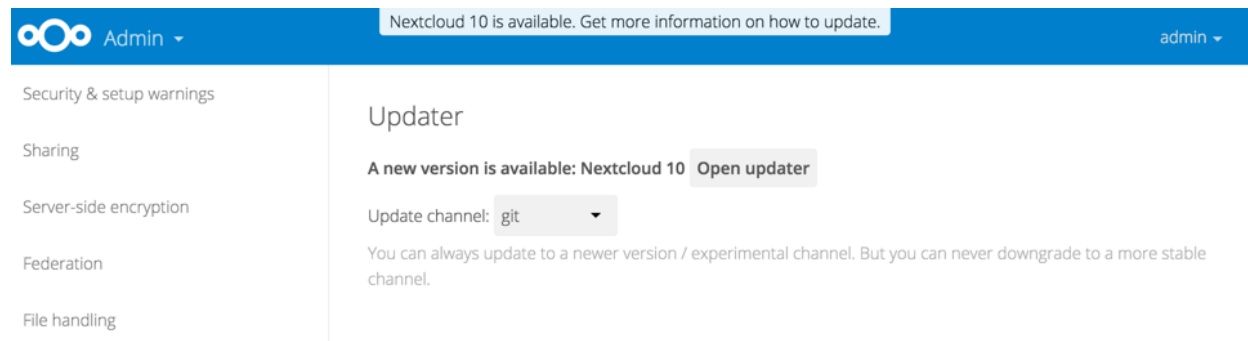 Nextcloud 10 is available. Get more information on how to update.
Admin
admin
Security & setup warnings
Sharing
Server-side encryption
Federation
File handling
Updater
A new version is available: Nextcloud 10 Open updater
Update channel: git
You can always update to a newer version / experimental channel. But you can never downgrade to a more stable
channel.